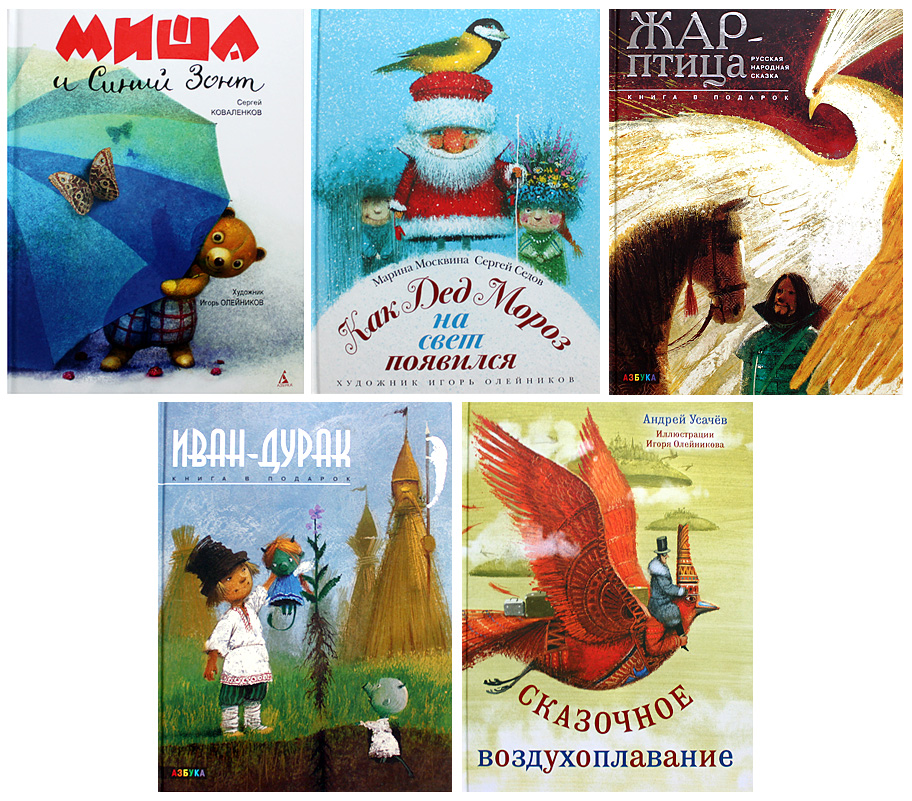 МИША
и Синий Зонт
Сергей
КОВАЛЕНКОВ
Художник
Игорь ОЛЕЙНИКОВ
АЗБУКА
Марина Москвина Сергей Седов
Как Дед Мороз
на
свет
появился
ХУДОЖНИК ИГОРЬ ОЛЕЙНИКОВ
ЖАР-
ПТИЦА
РУССКАЯ
НАРОДНАЯ
СКАЗКА
КНИГА В ПОДАРОК
АЗБУКА
ИВАН-ДУРАК
КНИГА В ПОДАРОК
АЗБУКА
Андрей Усачёв
Иллюстрации
Игоря Олейникова
СКАЗОЧНОЕ
ВОЗДУХОПЛАВАНИЕ